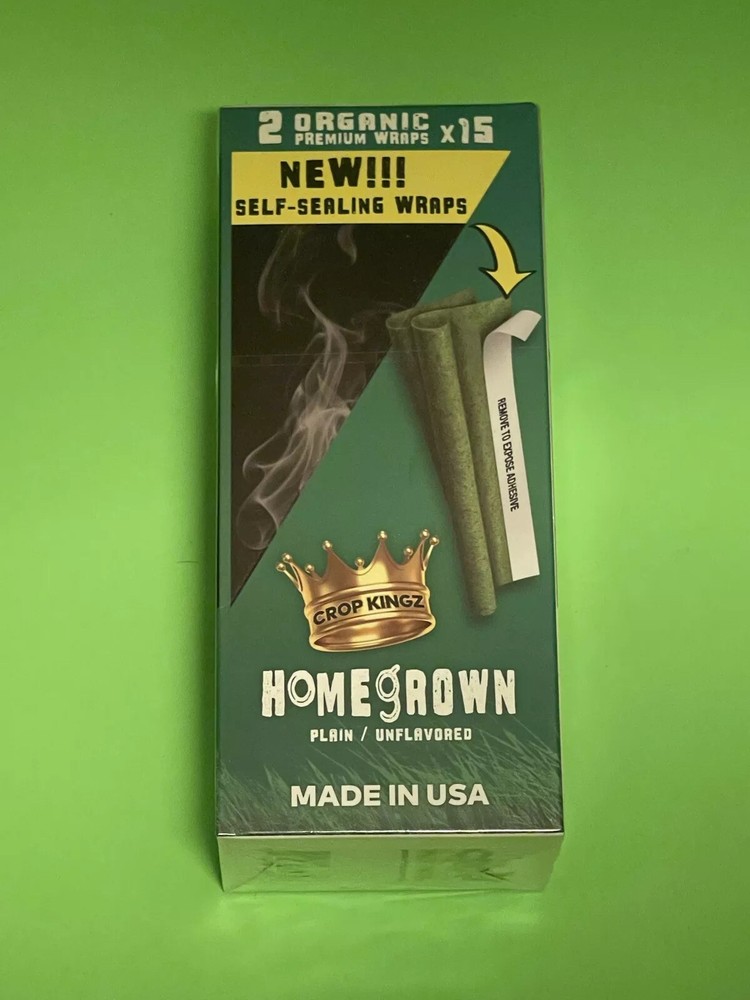 2 ORGANIC
PREMIUM WRAPS x15
NEW!!!
SELF-SEALING WRAPS
REMOVE TO EXPOSE ADHESIVE
CROP KINGZ
HOMEgROWN
PLAIN / UNFLAVORED
MADE IN USA